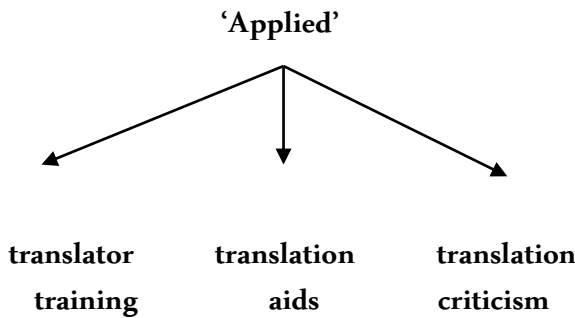 ‘Applied’
translator translation translation
training aids criticism